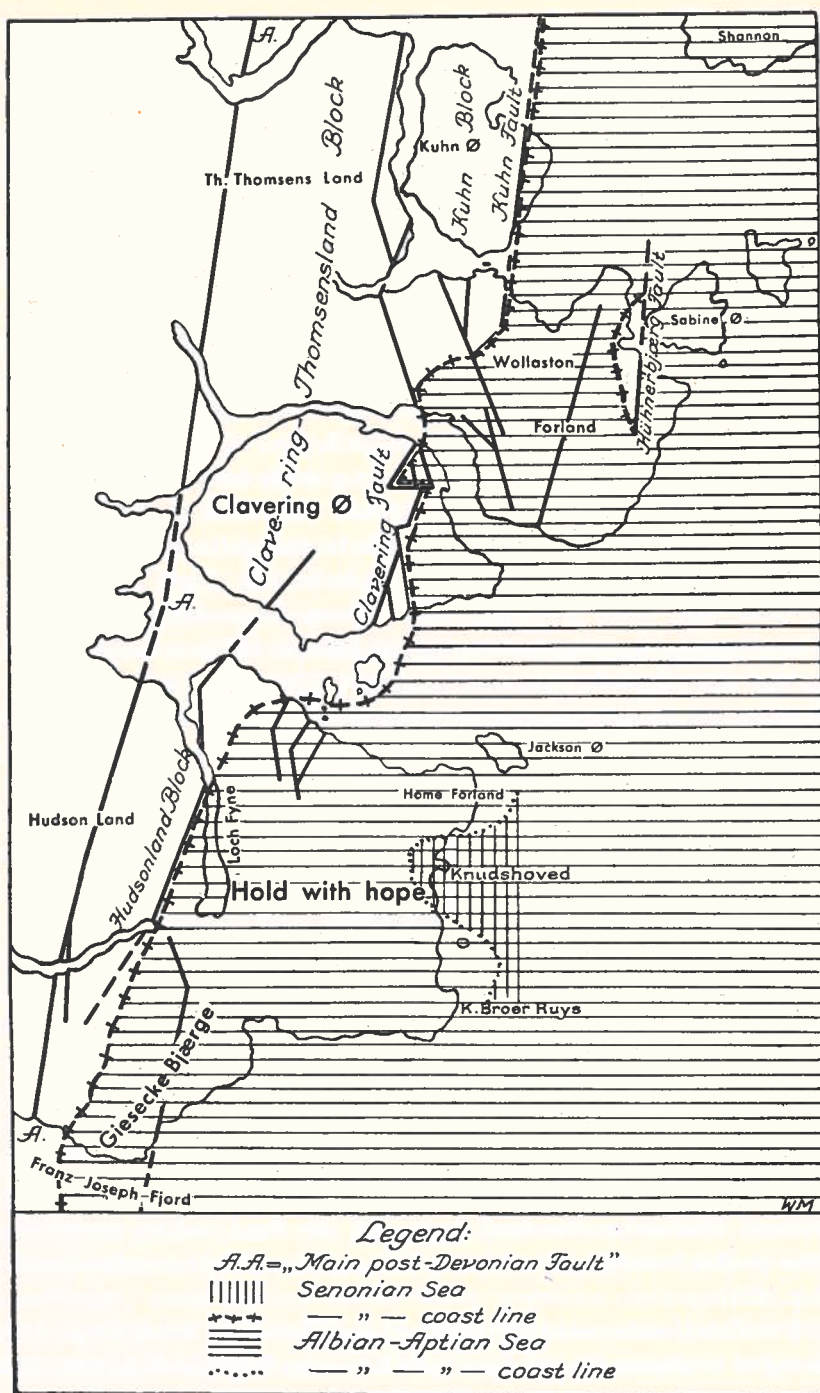 A.
Shannon
Kuhn Ø
Kuhn Block
Kuhn Fault
Th. Thomsens Land
Clavering-Thomsensland Block
Sabine Ø
Hühnerbjærg Fault
Wollaston
Forland
Clavering Ø
Clavering Fault
A.
Jackson Ø
Home Forland
Hudson Land
Hudsonland Block
Loch Fyne
Knudshoved
Hold with hope
K. Broer Ruys
Giesecke Bjærge
A.
Franz-Joseph-Fjord
WM
Legend:
A.A. = „Main post-Devonian Fault"
Senonian Sea
— " — coast line
Albian-Aptian Sea
— " — " — coast line